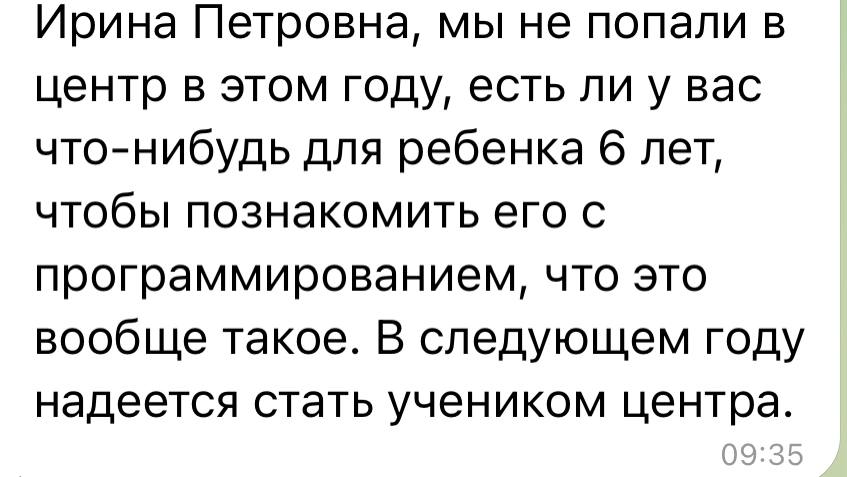 Ирина Петровна, мы не попали в
центр в этом году, есть ли у вас
что-нибудь для ребенка 6 лет,
чтобы познакомить его с
программированием, что это
вообще такое. В следующем году
надеется стать учеником центра.
09:35